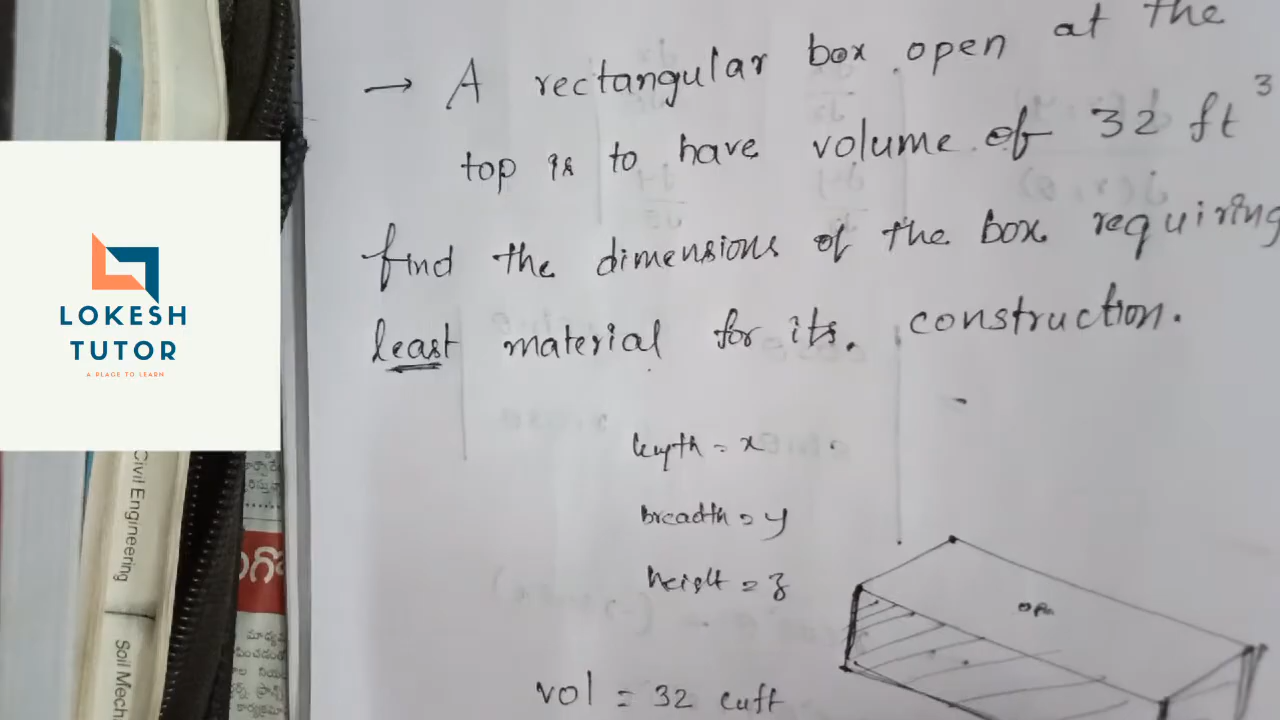 → A rectangular box open at the
top is to have volume of 32 ft³
find the dimensions of the box requiring
least material for its. construction.
length = x
breadth = y
height = z
open
vol = 32 cuft
LOKESH
TUTOR
A PLACE TO LEARN
Civil Engineering
Soil Mech